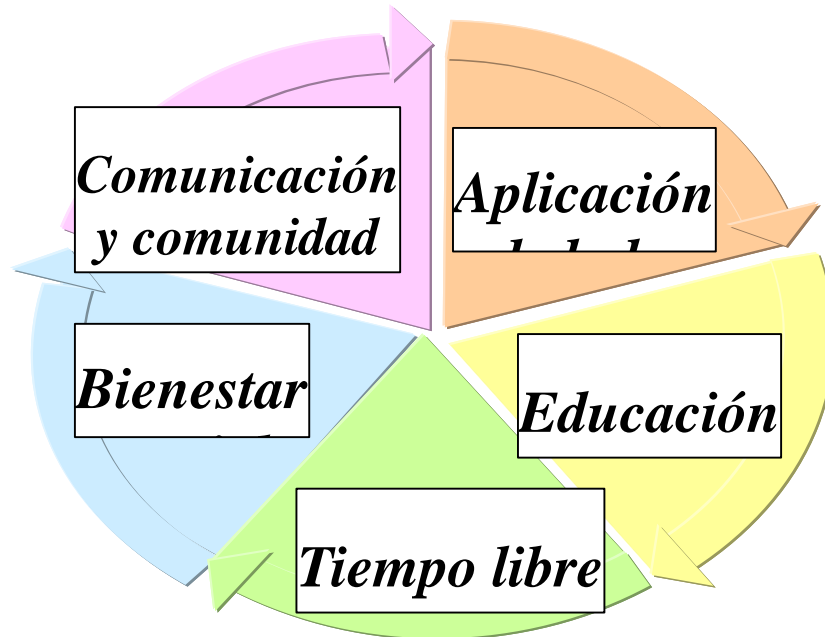 Comunicación
y comunidad
Aplicación
Bienestar
Educación
Tiempo libre